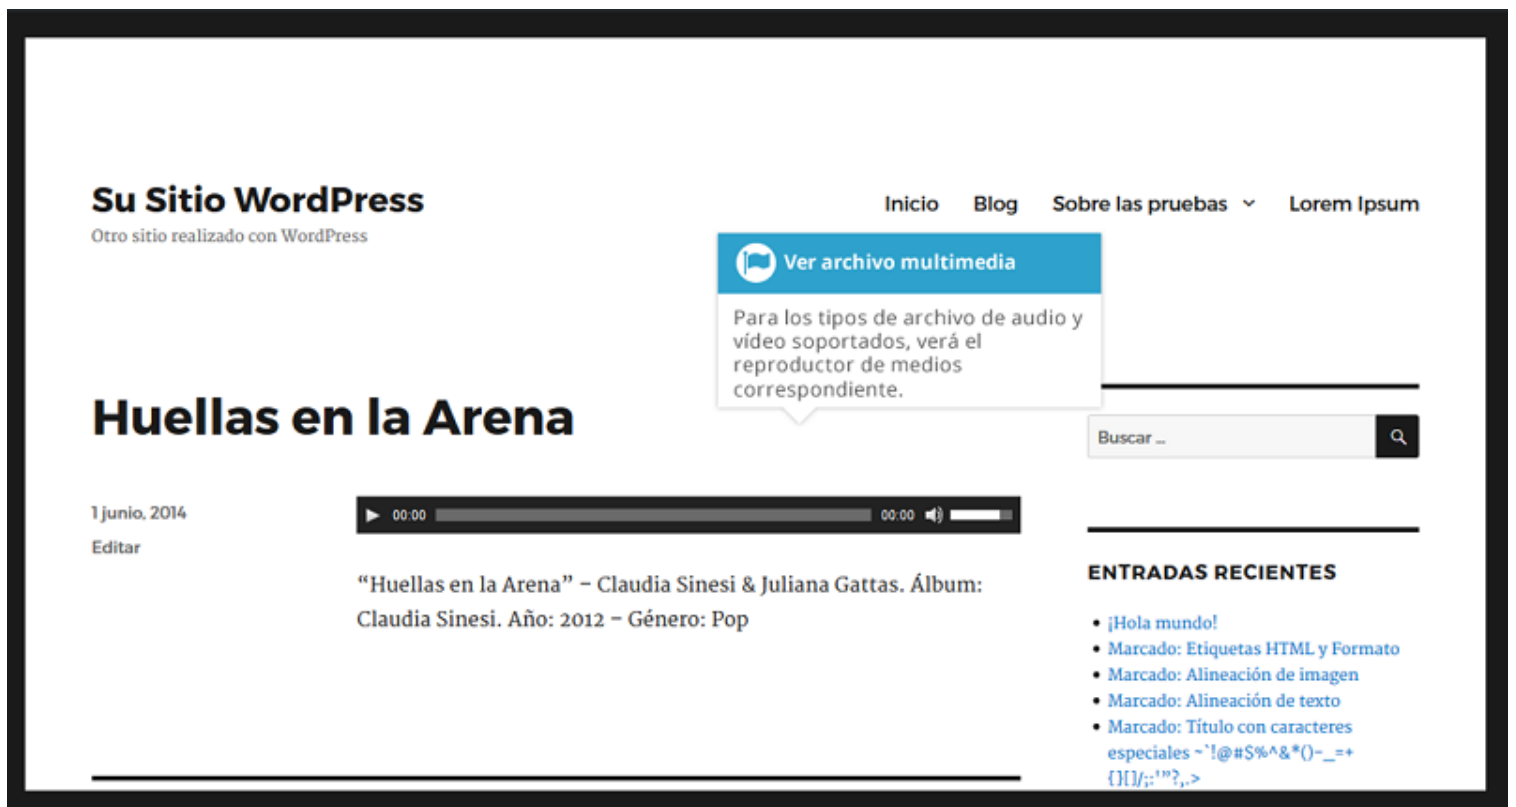 Su Sitio WordPress
Otro sitio realizado con WordPress
Inicio
Blog
Sobre las pruebas
Lorem Ipsum
Ver archivo multimedia
Para los tipos de archivo de audio y
vídeo soportados, verá el
reproductor de medios
correspondiente.
Huellas en la Arena
1 junio, 2014
Editar
00:00
00:00
“Huellas en la Arena” – Claudia Sinesi & Juliana Gattas. Álbum:
Claudia Sinesi. Año: 2012 – Género: Pop
Buscar …
ENTRADAS RECIENTES
¡Hola mundo!
Marcado: Etiquetas HTML y Formato
Marcado: Alineación de imagen
Marcado: Alineación de texto
Marcado: Título con caracteres
especiales ~`!@#$%^&*()-_=+
{}[]/;:'”?,.>